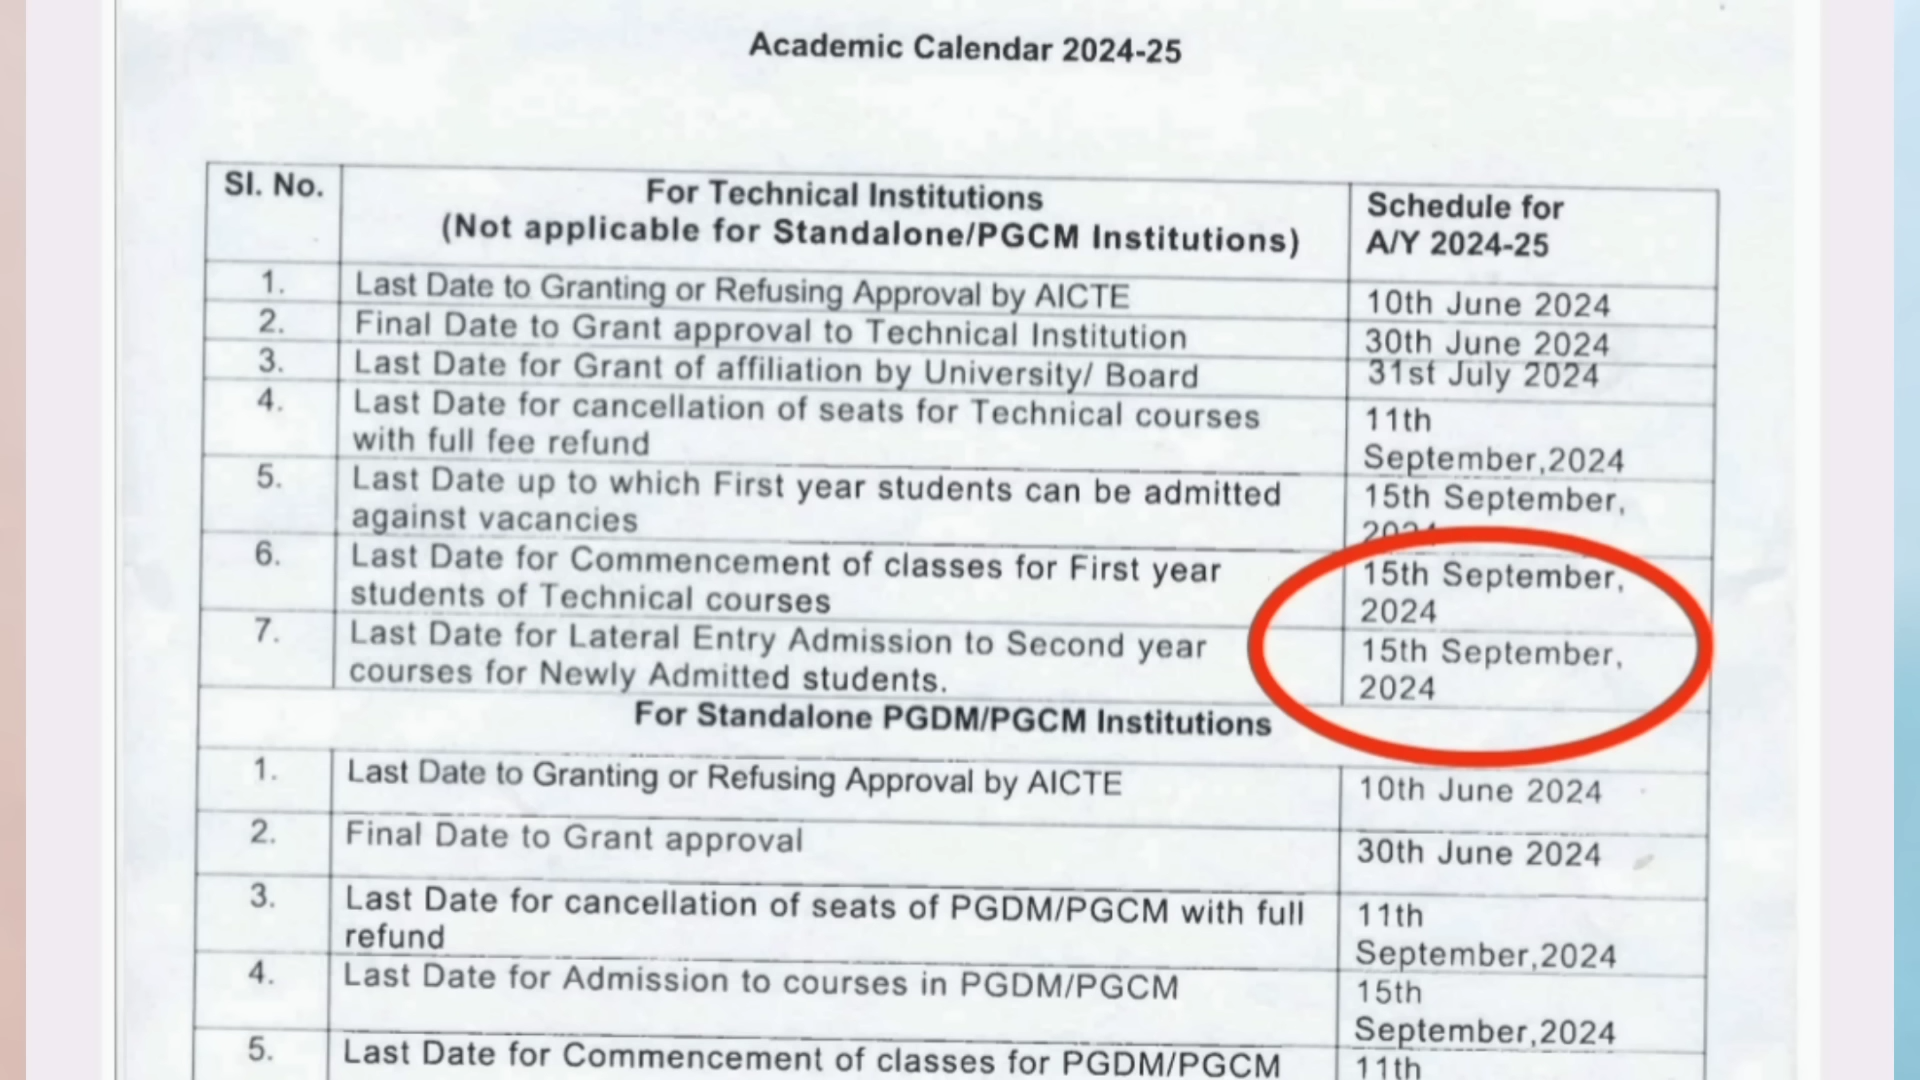 Academic Calendar 2024-25
Sl. No.
For Technical Institutions
(Not applicable for Standalone/PGCM Institutions)
Schedule for
A/Y 2024-25
1.
Last Date to Granting or Refusing Approval by AICTE
10th June 2024
2.
Final Date to Grant approval to Technical Institution
30th June 2024
3.
Last Date for Grant of affiliation by University/ Board
31st July 2024
4.
Last Date for cancellation of seats for Technical courses
with full fee refund
11th
September,2024
5.
Last Date up to which First year students can be admitted
against vacancies
15th September,
2024
6.
Last Date for Commencement of classes for First year
students of Technical courses
15th September,
2024
7.
Last Date for Lateral Entry Admission to Second year
courses for Newly Admitted students.
15th September,
2024
For Standalone PGDM/PGCM Institutions
1.
Last Date to Granting or Refusing Approval by AICTE
10th June 2024
2.
Final Date to Grant approval
30th June 2024
3.
Last Date for cancellation of seats of PGDM/PGCM with full
refund
11th
September,2024
4.
Last Date for Admission to courses in PGDM/PGCM
15th
September,2024
5.
Last Date for Commencement of classes for PGDM/PGCM
11th